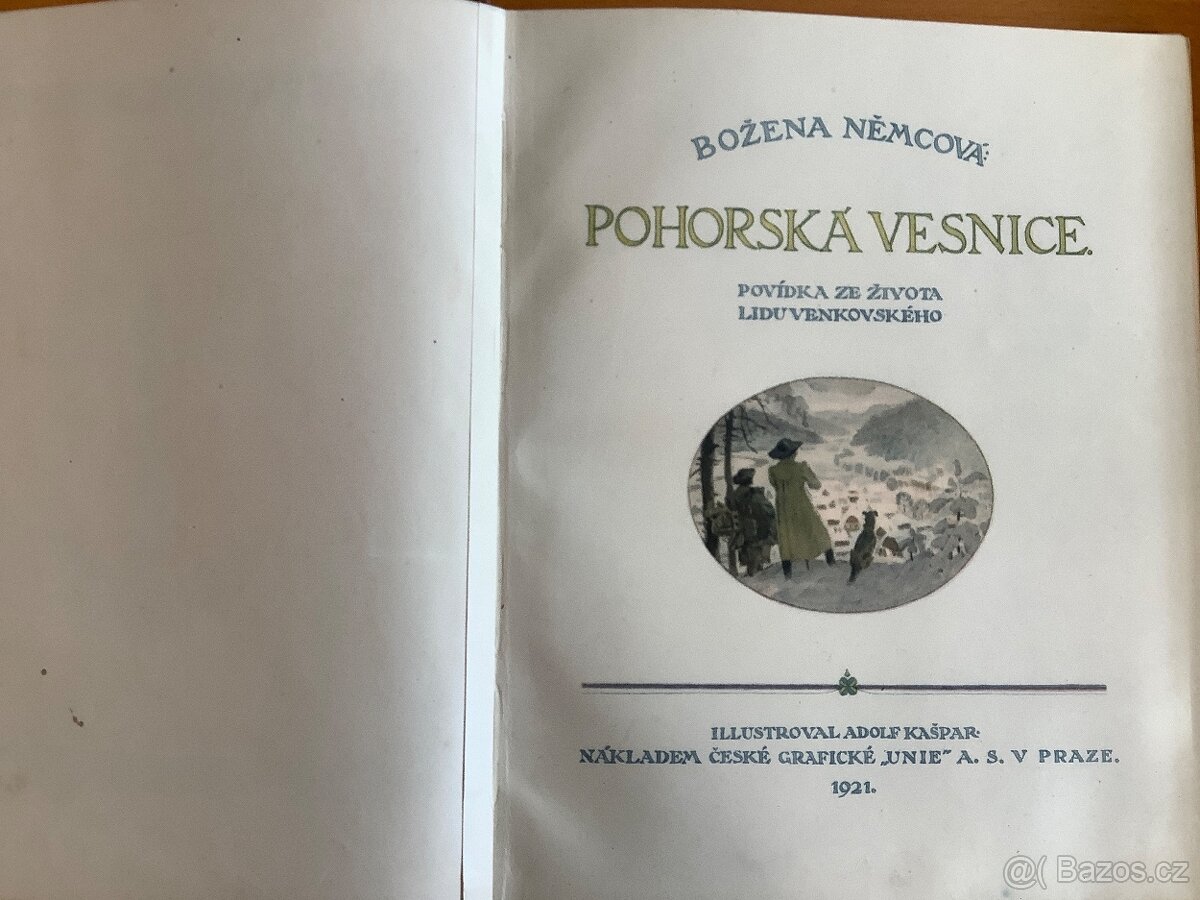 BOŽENA NĚMCOVÁ:
POHORSKÁ VESNICE.
POVÍDKA ZE ŽIVOTA
LIDU VENKOVSKÉHO
ILLUSTROVAL ADOLF KAŠPAR.
NÁKLADEM ČESKÉ GRAFICKÉ „UNIE" A. S. V PRAZE.
1921.
@( Bazos.cz